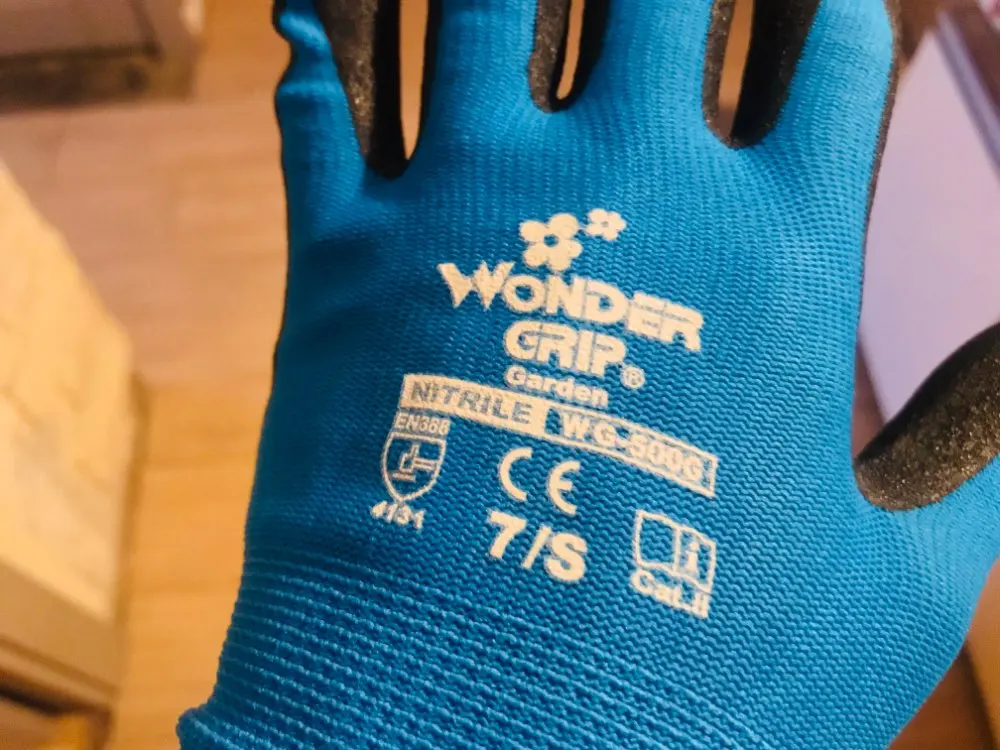 WONDER
GRIP®
Garden
NITRILE WG-500G
EN388
4131
CE
7/S
i
Cat.II